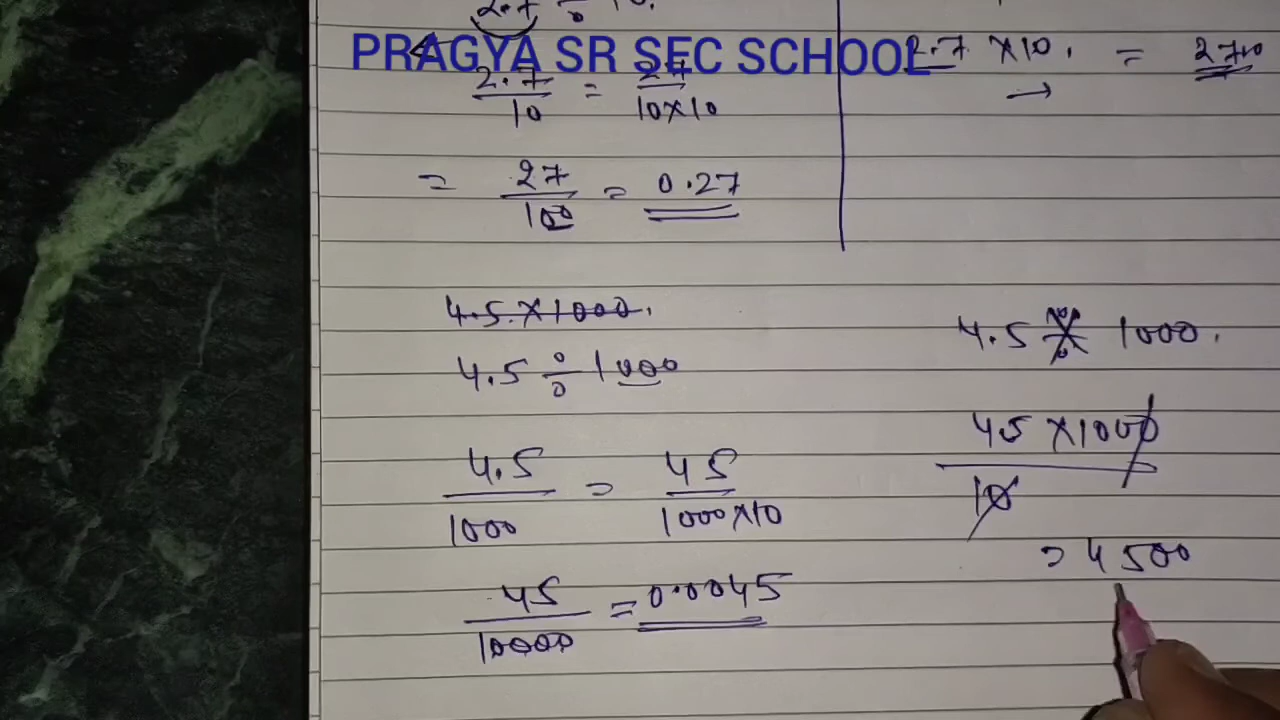 2.7 ÷ 10.
PRAGYA SR SEC SCHOOL
2.7 ×10. = 27.0
2.7/10 = 27/10×10
= 27/100 = 0.27
4.5.×1000.
4.5 ÷ 1000
4.5/1000 = 45/1000×10
45/10000 = 0.0045
4.5 × 1000.
45 ×1000/10
= 4500